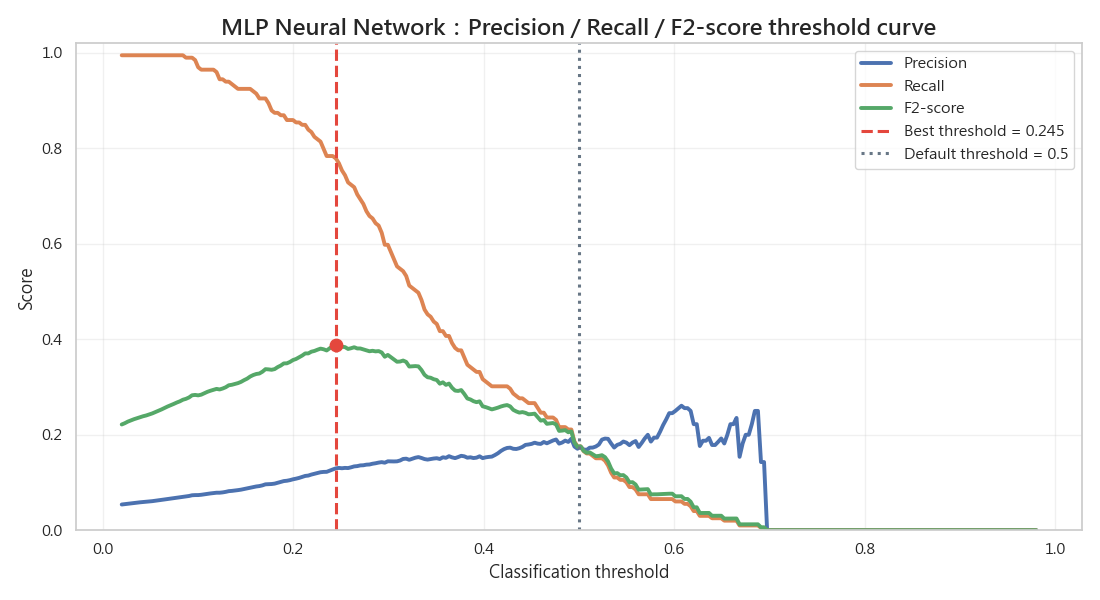 MLP Neural Network : Precision / Recall / F2-score threshold curve
Precision
Recall
F2-score
Best threshold = 0.245
Default threshold = 0.5
Score
1.0
0.8
0.6
0.4
0.2
0.0
0.0 0.2 0.4 0.6 0.8 1.0
Classification threshold